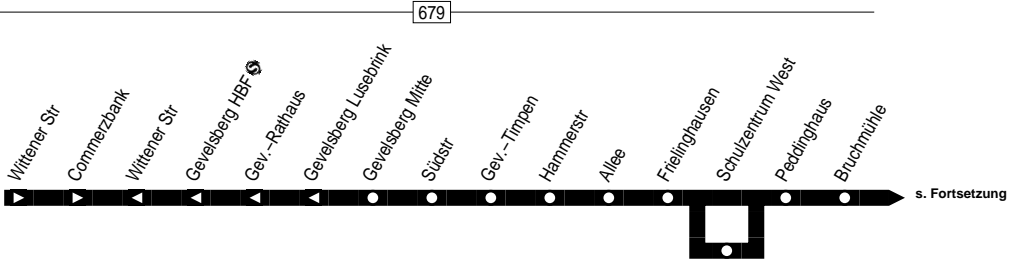 679
Wittener Str
Commerzbank
Wittener Str
Gevelsberg HBF S
Gev.–Rathaus
Gevelsberg Lusebrink
Gevelsberg Mitte
Südstr
Gev.–Timpen
Hammerstr
Allee
Frielinghausen
Schulzentrum West
Peddinghaus
Bruchmühle
s. Fortsetzung